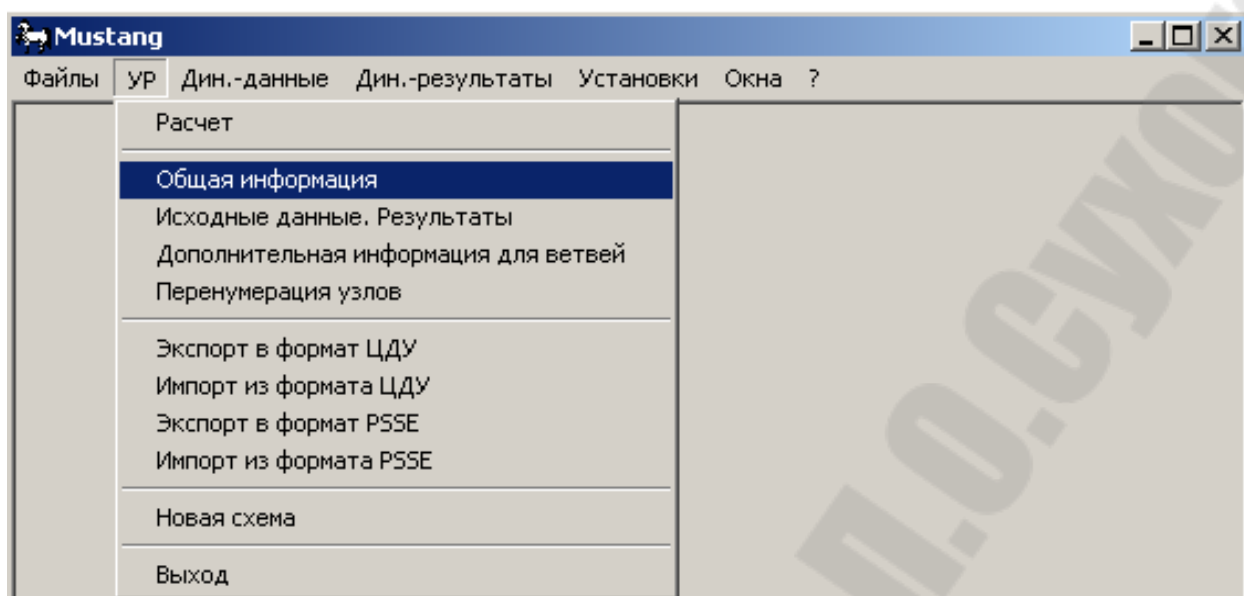 Mustang
Файлы УР Дин.-данные Дин.-результаты Установки Окна ?
Расчет
Общая информация
Исходные данные. Результаты
Дополнительная информация для ветвей
Перенумерация узлов
Экспорт в формат ЦДУ
Импорт из формата ЦДУ
Экспорт в формат PSSE
Импорт из формата PSSE
Новая схема
Выход